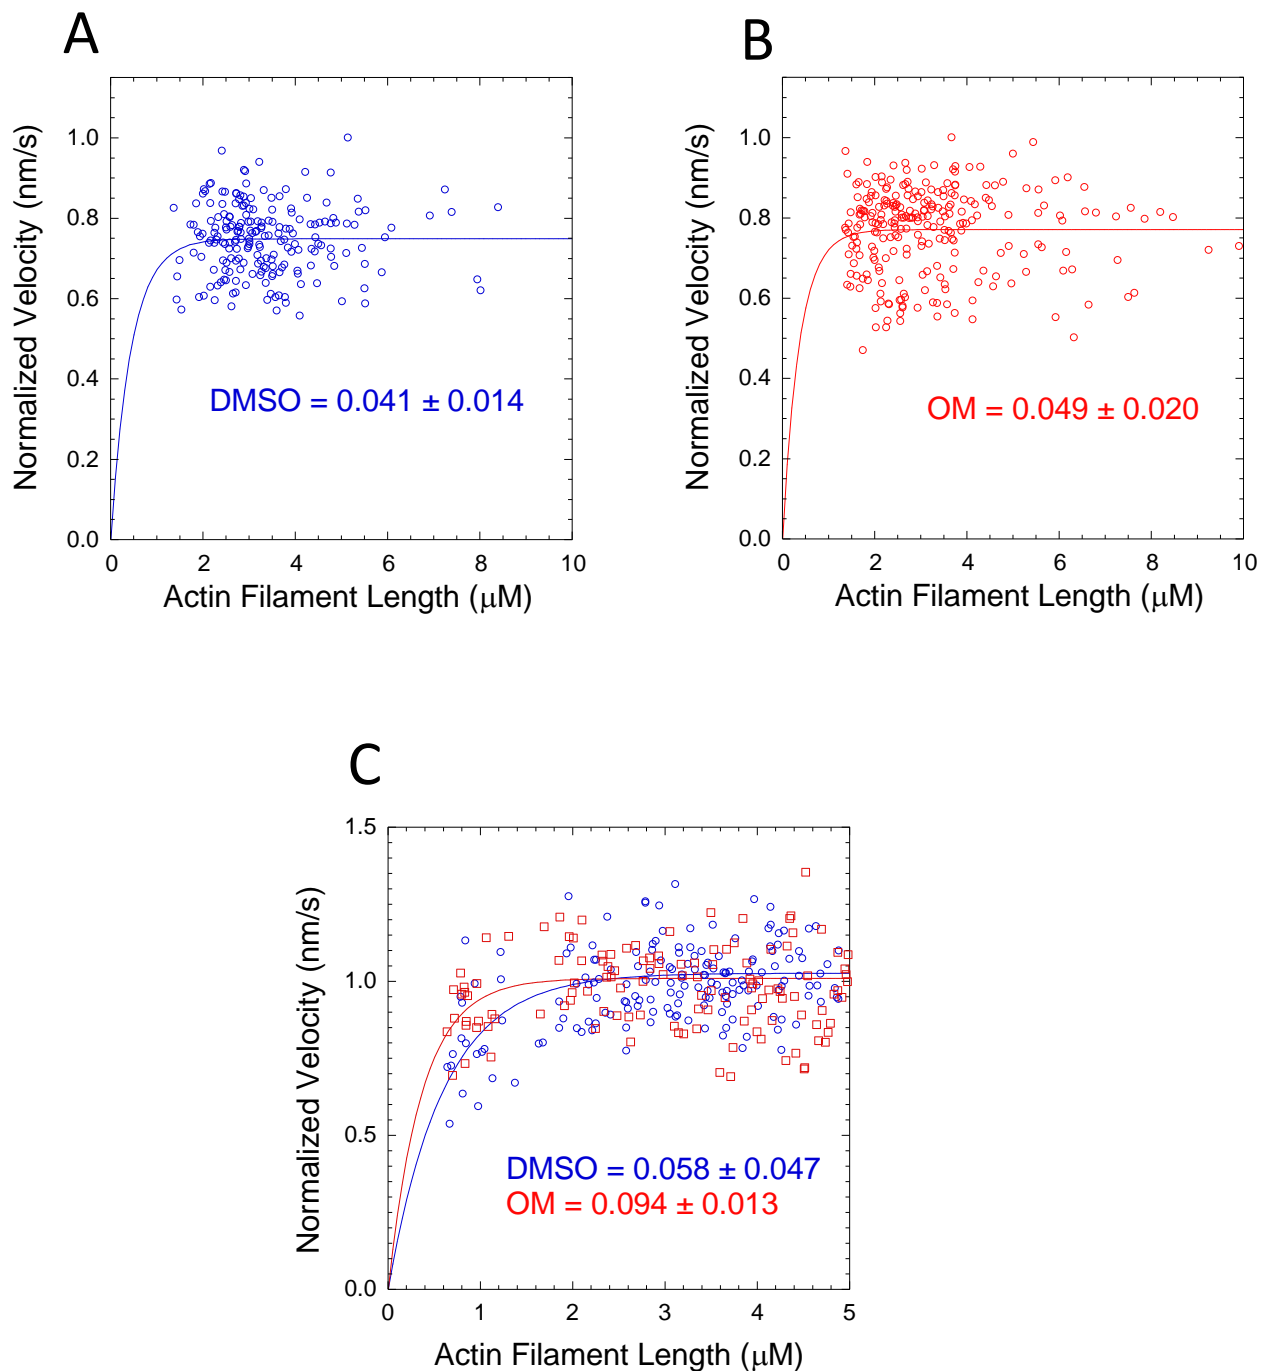 A
Normalized Velocity (nm/s)
1.0
0.8
0.6
0.4
0.2
0.0
DMSO = 0.041 ± 0.014
0 2 4 6 8 10
Actin Filament Length (μM)
B
Normalized Velocity (nm/s)
1.0
0.8
0.6
0.4
0.2
0.0
OM = 0.049 ± 0.020
0 2 4 6 8 10
Actin Filament Length (μM)
C
Normalized Velocity (nm/s)
1.5
1.0
0.5
0.0
DMSO = 0.058 ± 0.047
OM = 0.094 ± 0.013
0 1 2 3 4 5
Actin Filament Length (μM)